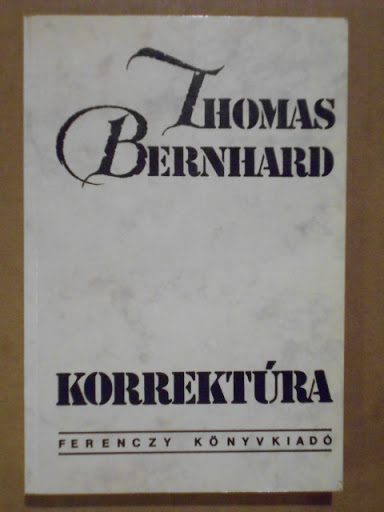 THOMAS
BERNHARD
KORREKTÚRA
FERENCZY KÖNYVKIADÓ